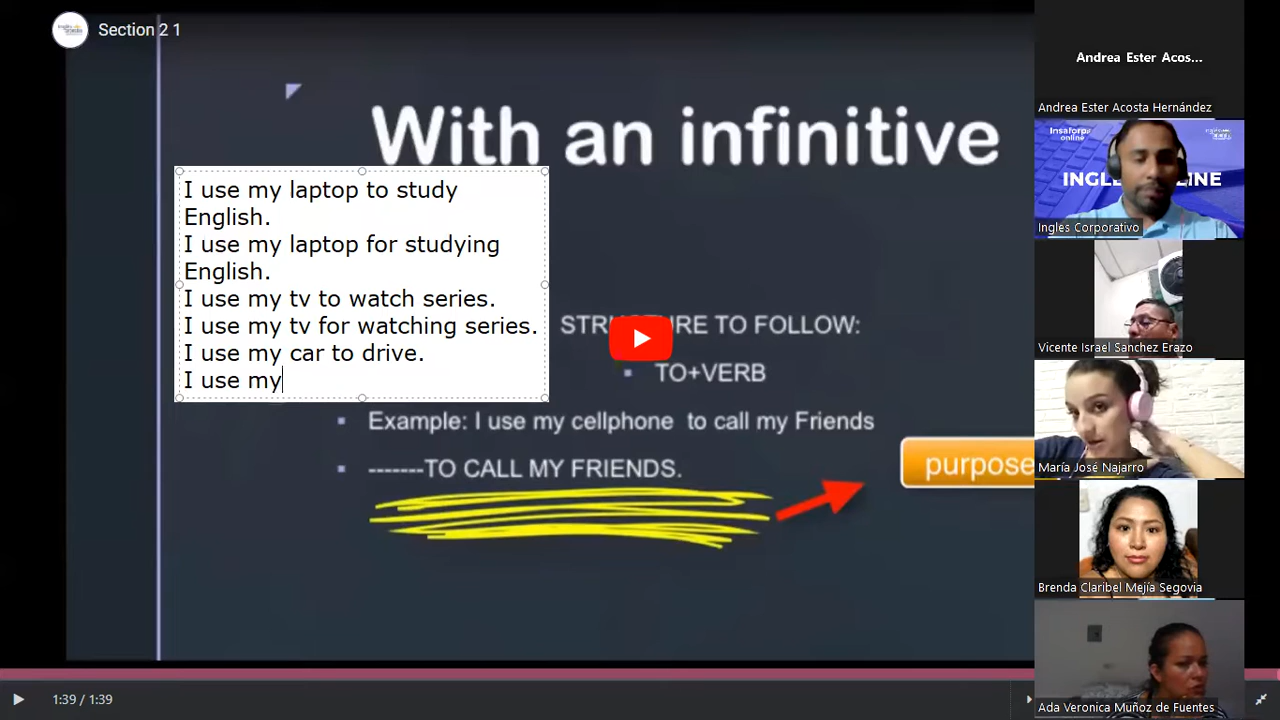 Section 2 1
With an infinitive
I use my laptop to study
English.
I use my laptop for studying
English.
I use my tv to watch series.
I use my tv for watching series.
I use my car to drive.
I use my
STRUCTURE TO FOLLOW:
TO+VERB
Example: I use my cellphone to call my Friends
-------TO CALL MY FRIENDS.
purpose
1:39 / 1:39
Andrea Ester Acos...
Andrea Ester Acosta Hernández
Insaforp
online
Ingles Corporativo
Vicente Israel Sanchez Erazo
María José Najarro
Brenda Claribel Mejía Segovia
Ada Veronica Muñoz de Fuentes